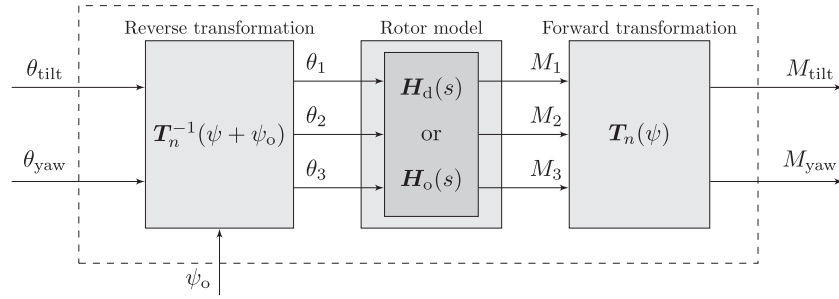 Reverse transformation Rotor model Forward transformation
θ_tilt θ_1 M_1 M_tilt
H_d(s)
T_n^{-1}(ψ + ψ_o) θ_2 or M_2 T_n(ψ)
θ_yaw θ_3 H_o(s) M_3 M_yaw
ψ_o